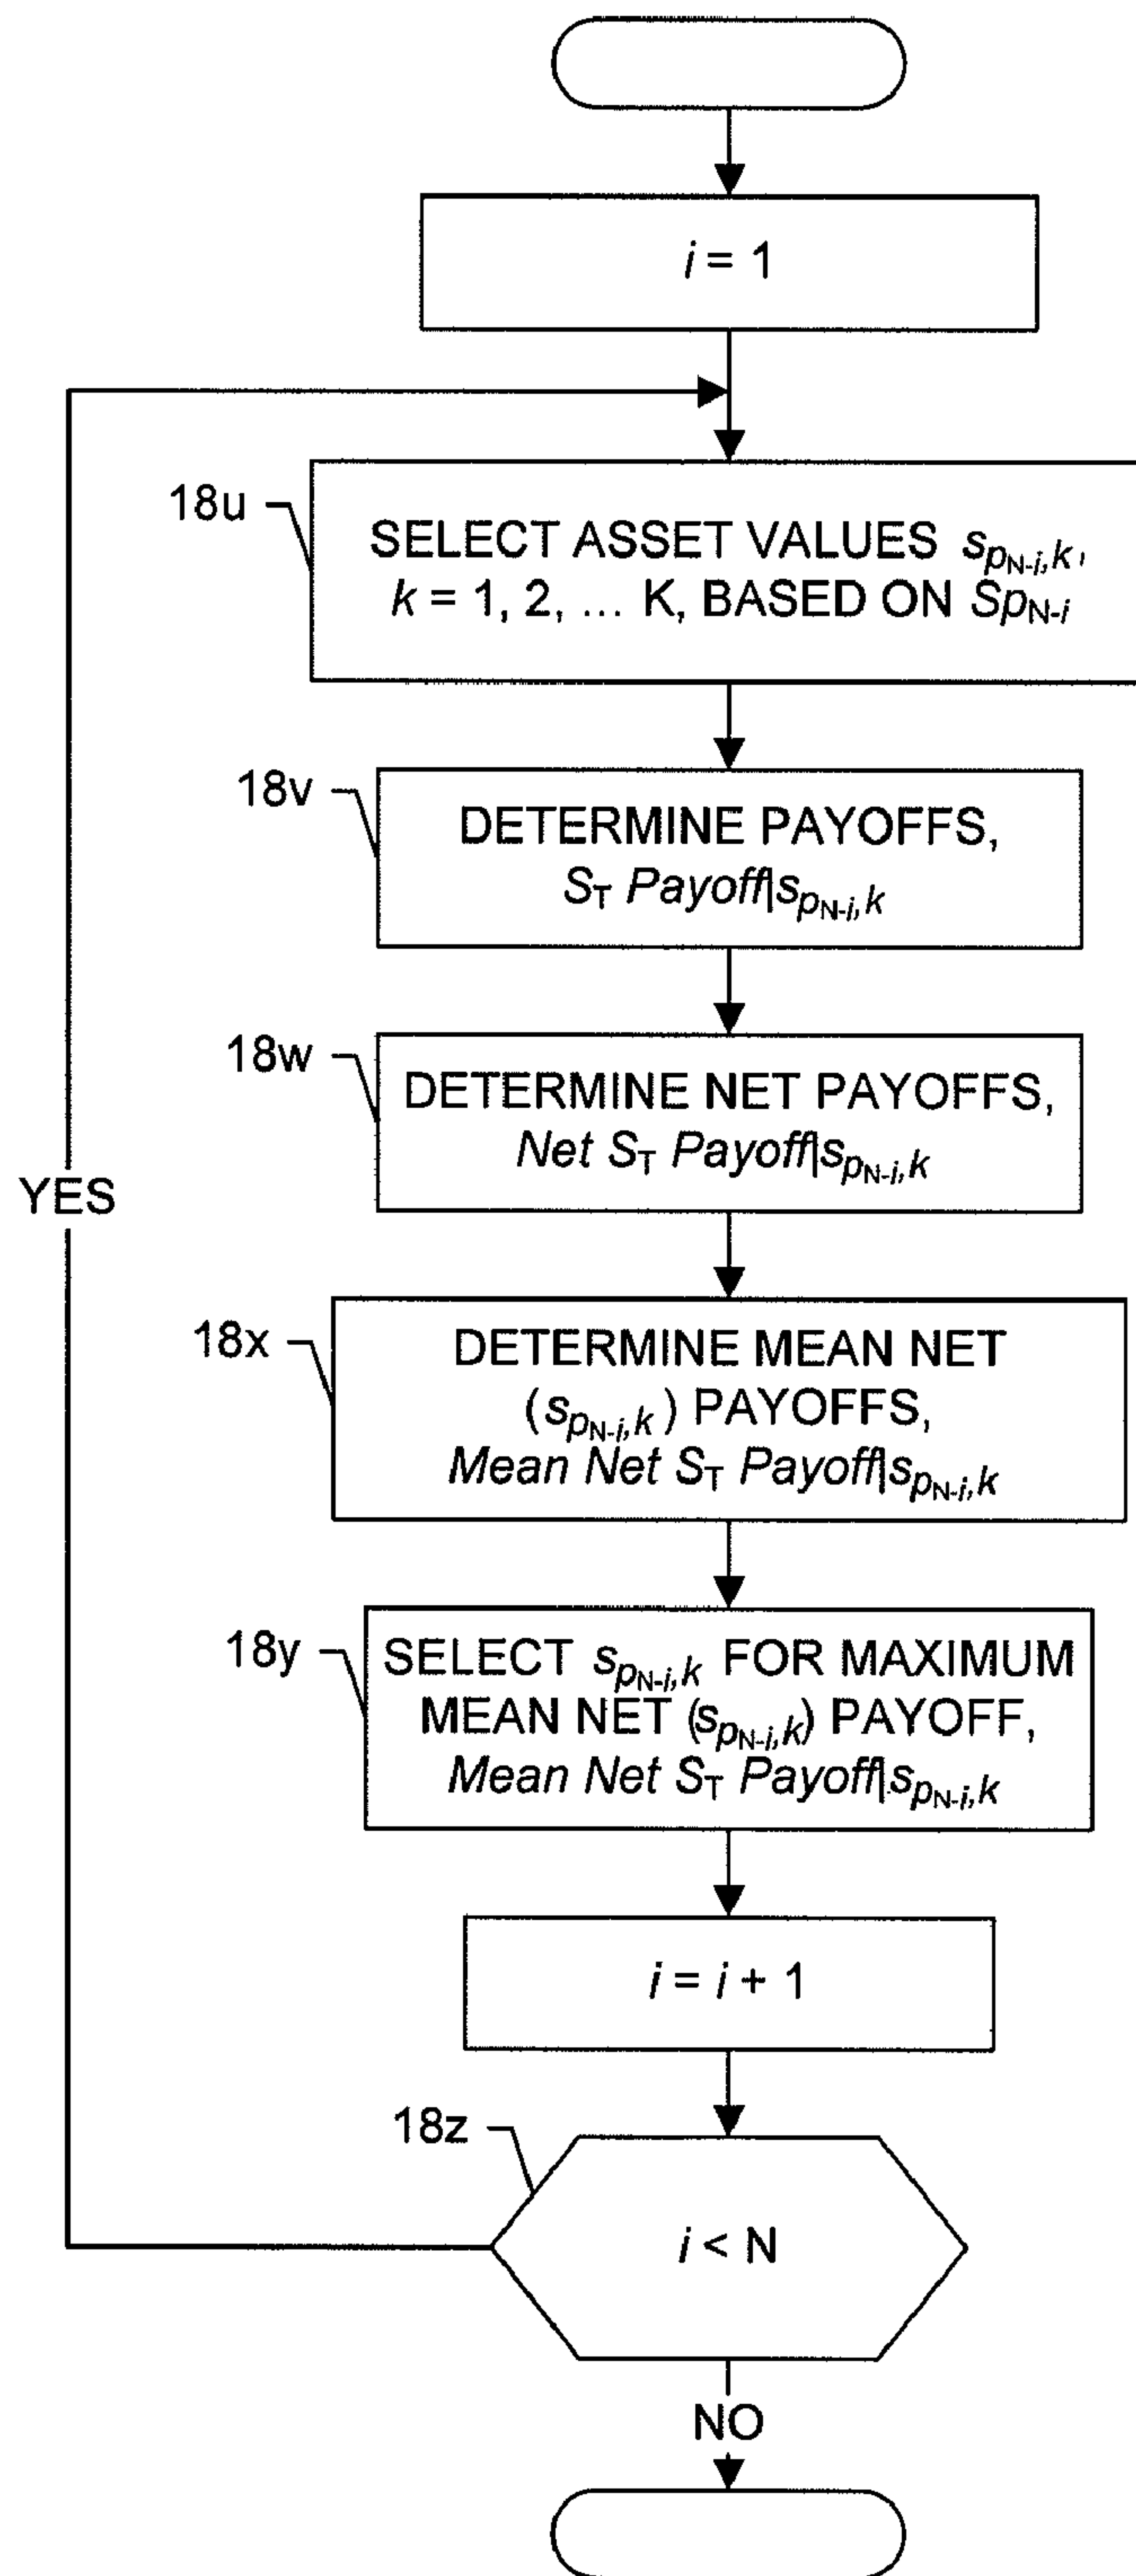 i = 1
18u
SELECT ASSET VALUES s_{p_{N-i},k},
k = 1, 2, ... K, BASED ON S_{p_{N-i}}
18v
DETERMINE PAYOFFS,
S_T Payoff|s_{p_{N-i},k}
18w
DETERMINE NET PAYOFFS,
Net S_T Payoff|s_{p_{N-i},k}
YES
18x
DETERMINE MEAN NET
(s_{p_{N-i},k}) PAYOFFS,
Mean Net S_T Payoff|s_{p_{N-i},k}
18y
SELECT s_{p_{N-i},k} FOR MAXIMUM
MEAN NET (s_{p_{N-i},k}) PAYOFF,
Mean Net S_T Payoff|s_{p_{N-i},k}
i = i + 1
18z
i < N
NO